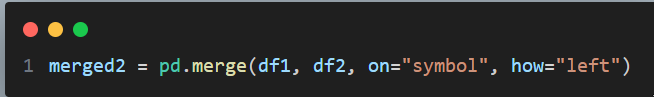 1 merged2 = pd.merge(df1, df2, on="symbol", how="left")